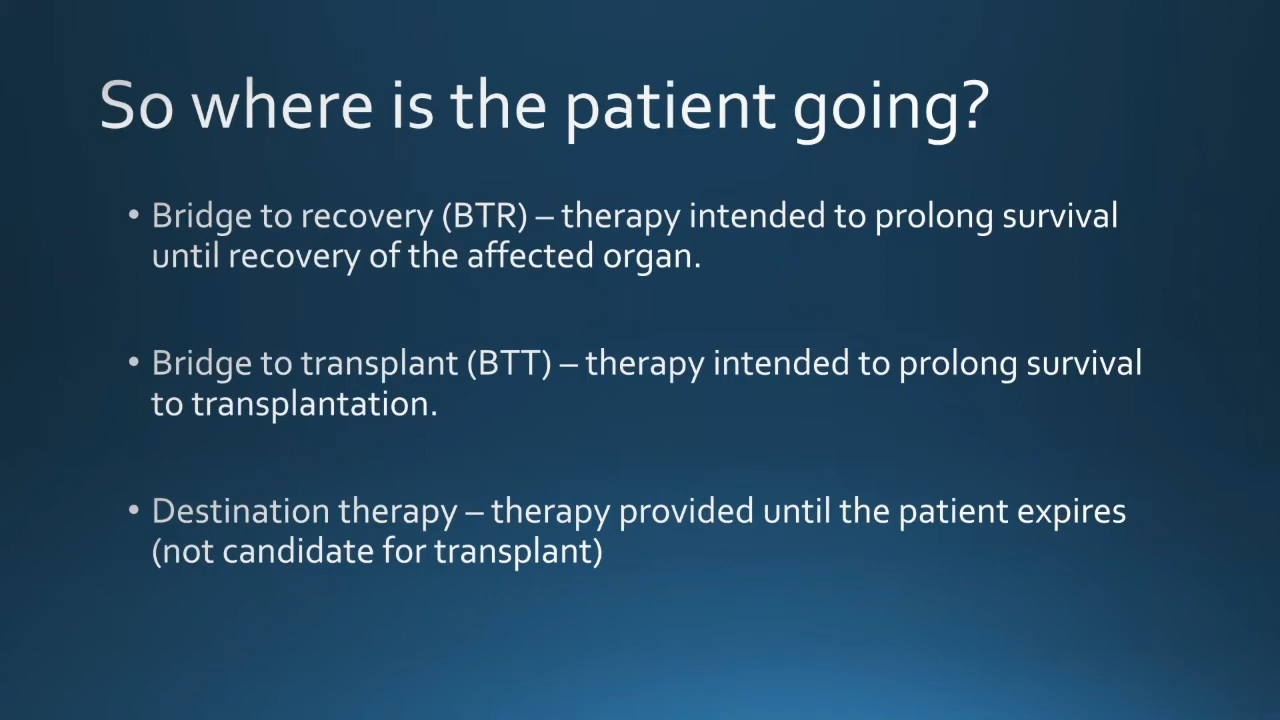 So where is the patient going?
• Bridge to recovery (BTR) – therapy intended to prolong survival
until recovery of the affected organ.
• Bridge to transplant (BTT) – therapy intended to prolong survival
to transplantation.
• Destination therapy – therapy provided until the patient expires
(not candidate for transplant)